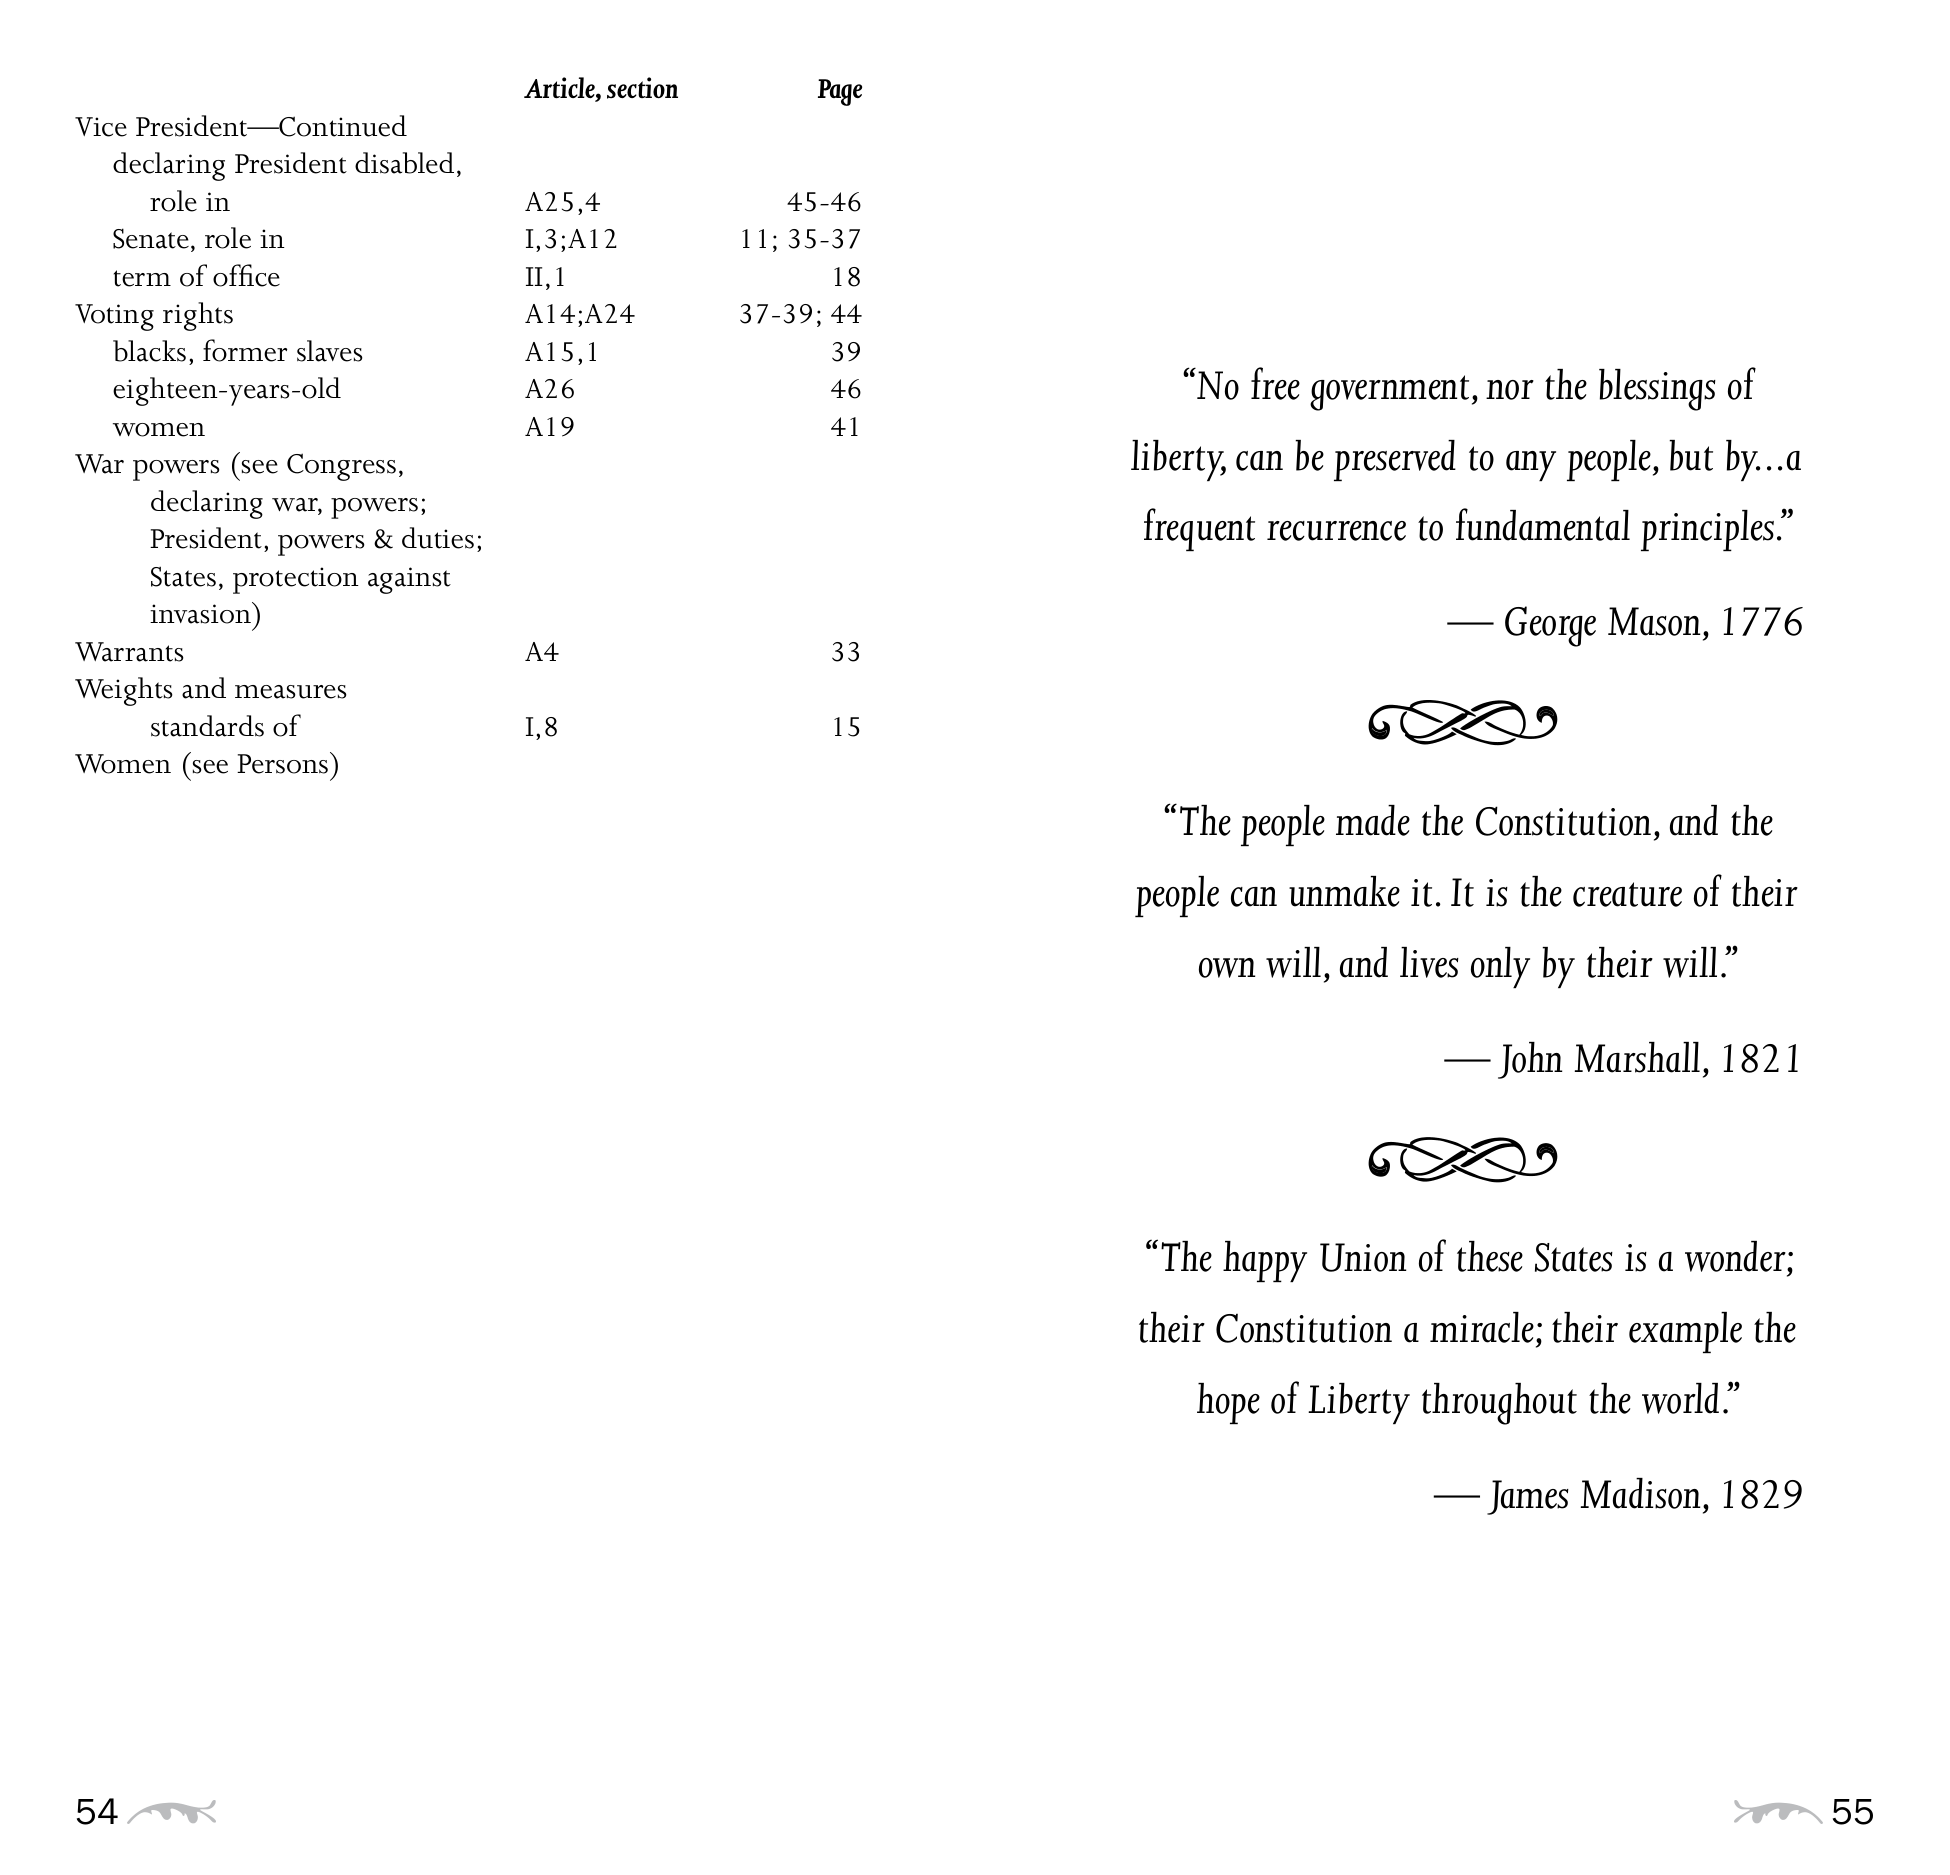 Article, section Page
Vice President—Continued
declaring President disabled,
role in A25,4 45-46
Senate, role in I,3;A12 11; 35-37
term of office II,1 18
Voting rights A14;A24 37-39; 44
blacks, former slaves A15,1 39
eighteen-years-old A26 46
women A19 41
War powers (see Congress,
declaring war, powers;
President, powers & duties;
States, protection against
invasion)
Warrants A4 33
Weights and measures
standards of I,8 15
Women (see Persons)
54
“No free government, nor the blessings of
liberty, can be preserved to any people, but by...a
frequent recurrence to fundamental principles.”
— George Mason, 1776
“The people made the Constitution, and the
people can unmake it. It is the creature of their
own will, and lives only by their will.”
— John Marshall, 1821
“The happy Union of these States is a wonder;
their Constitution a miracle; their example the
hope of Liberty throughout the world.”
— James Madison, 1829
55